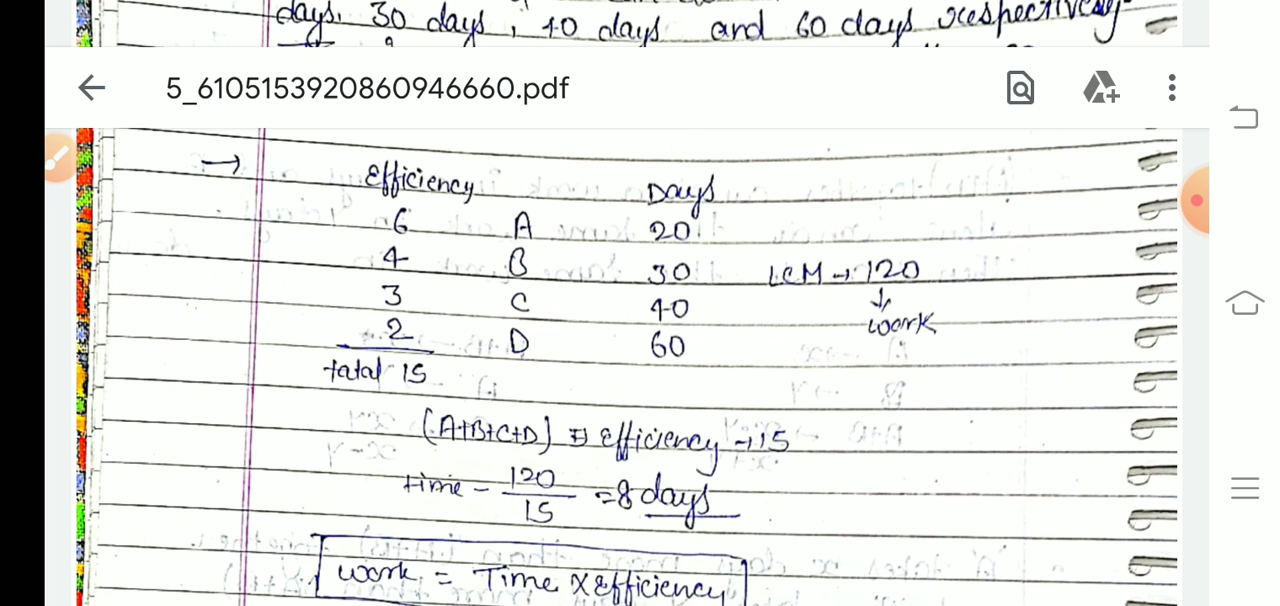 days, 30 days, 40 days and 60 days respectively
5_6105153920860946660.pdf
→ Efficiency Days
6 A 20
4 B 30 LCM → 120
3 C 40 ↓
2 D 60 work
tatal 15
(A+B+C+D) Efficiency → 15
time - 120/15 = 8 days
work = Time X Efficiency